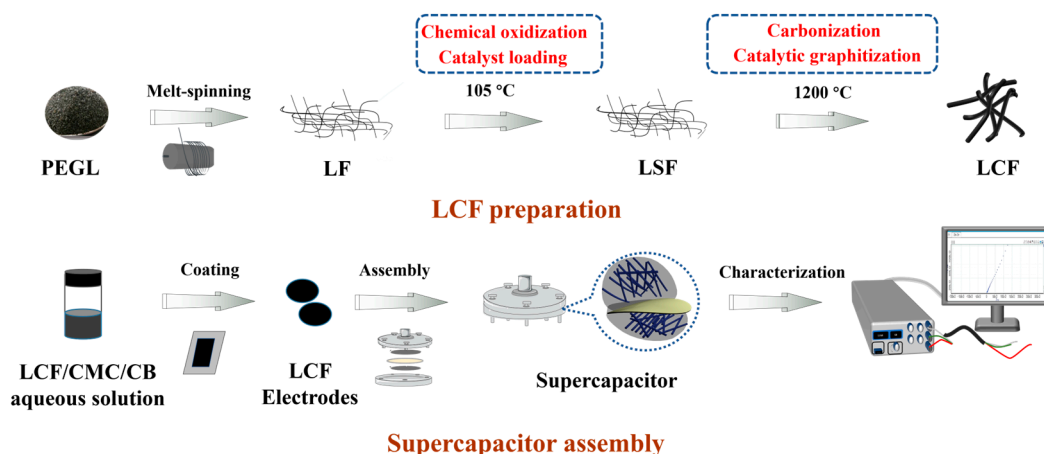 Chemical oxidization
Catalyst loading
Carbonization
Catalytic graphitization
Melt-spinning
105 °C
1200 °C
PEGL
LF
LSF
LCF
LCF preparation
Coating
Assembly
Characterization
LCF/CMC/CB
aqueous solution
LCF
Electrodes
Supercapacitor
Supercapacitor assembly